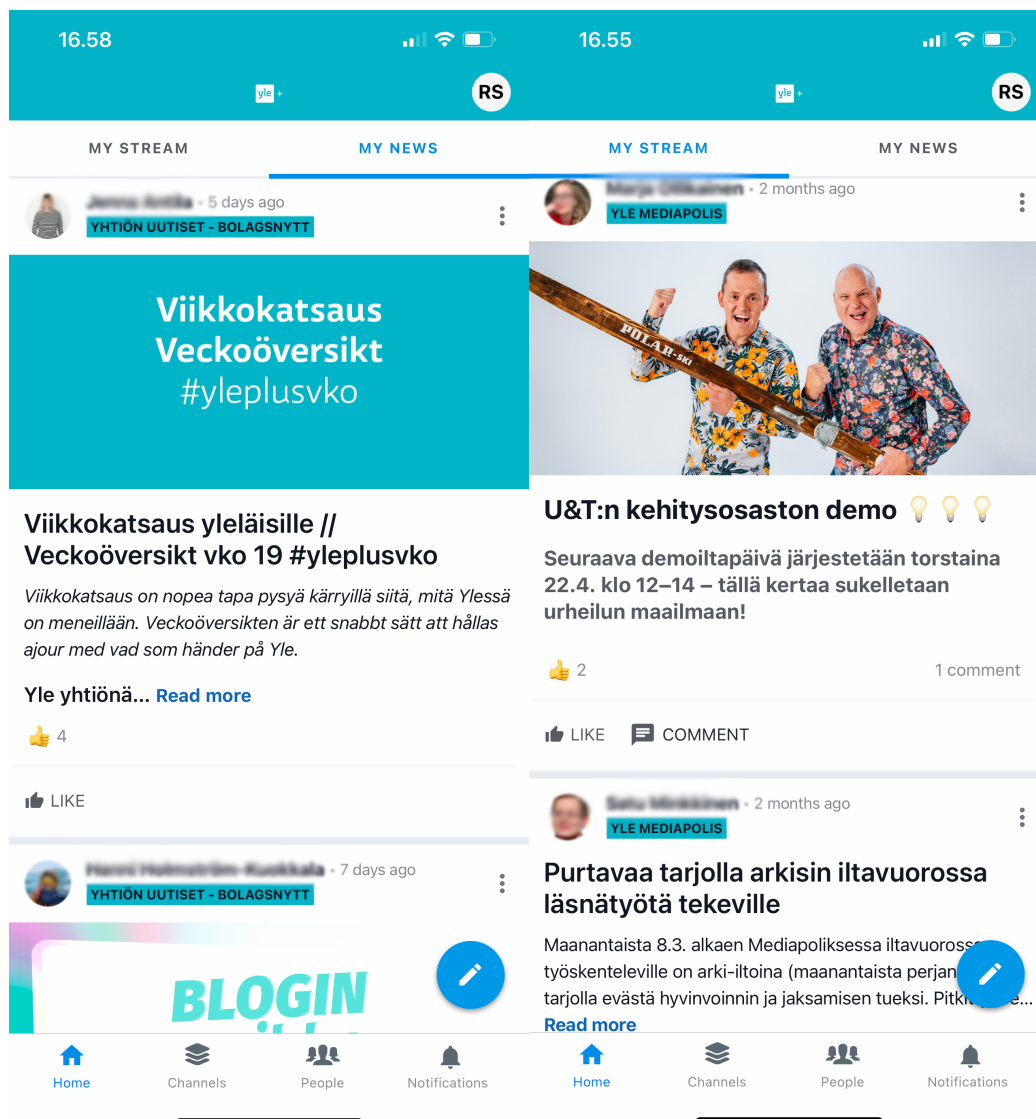 16.58
yle +
RS
MY STREAM
MY NEWS
· 5 days ago
YHTIÖN UUTISET - BOLAGSNYTT
Viikkokatsaus
Veckoöversikt
#yleplusvko
Viikkokatsaus yleläisille //
Veckoöversikt vko 19 #yleplusvko
Viikkokatsaus on nopea tapa pysyä kärryillä siitä, mitä Ylessä
on meneillään. Veckoöversikten är ett snabbt sätt att hållas
ajour med vad som händer på Yle.
Yle yhtiönä... Read more
4
LIKE
· 7 days ago
YHTIÖN UUTISET - BOLAGSNYTT
BLOGIN
Home
Channels
People
Notifications
16.55
yle +
RS
MY STREAM
MY NEWS
· 2 months ago
YLE MEDIAPOLIS
POLAR-SKI
U&T:n kehitysosaston demo
Seuraava demoiltapäivä järjestetään torstaina
22.4. klo 12–14 – tällä kertaa sukelletaan
urheilun maailmaan!
2
1 comment
LIKE
COMMENT
· 2 months ago
YLE MEDIAPOLIS
Purtavaa tarjolla arkisin iltavuorossa
läsnätyötä tekeville
Maanantaista 8.3. alkaen Mediapoliksessa
työskenteleville on arki-iltoina (maanantaista
tarjolla evästä hyvinvoinnin ja jaksamisen tueksi.
Read more
Home
Channels
People
Notifications